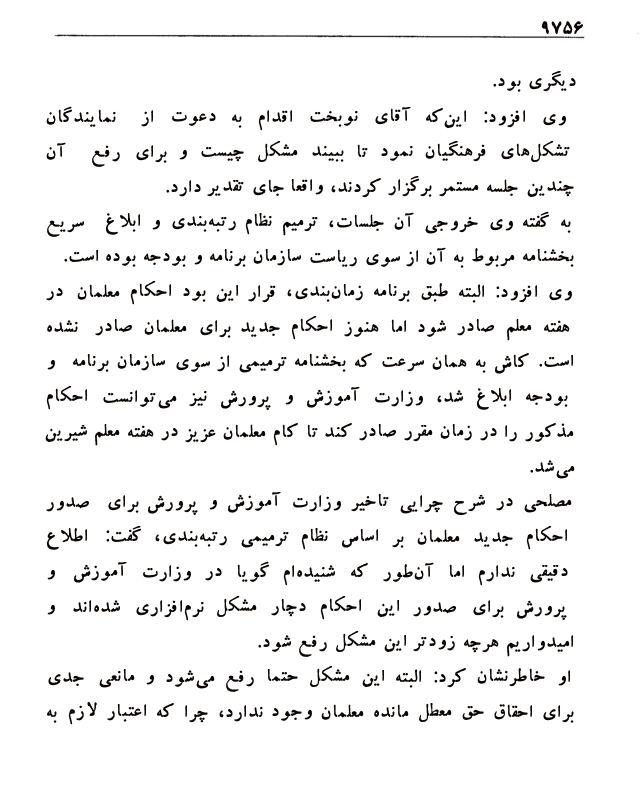 ۹۷۵۶
دیگری بود.
وی افزود: این‌که آقای نوبخت اقدام به دعوت از نمایندگان
تشکل‌های فرهنگیان نمود تا ببیند مشکل چیست و برای رفع آن
چندین جلسه مستمر برگزار کردند، واقعا جای تقدیر دارد.
به گفته وی خروجی آن جلسات، ترمیم نظام رتبه‌بندی و ابلاغ سریع
بخشنامه مربوط به آن از سوی ریاست سازمان برنامه و بودجه بوده است.
وی افزود: البته طبق برنامه زمان‌بندی، قرار این بود احکام معلمان در
هفته معلم صادر شود اما هنوز احکام جدید برای معلمان صادر نشده
است. کاش به همان سرعت که بخشنامه ترمیمی از سوی سازمان برنامه و
بودجه ابلاغ شد، وزارت آموزش و پرورش نیز می‌توانست احکام
مذکور را در زمان مقرر صادر کند تا کام معلمان عزیز در هفته معلم شیرین
می‌شد.
مصلحی در شرح چرایی تاخیر وزارت آموزش و پرورش برای صدور
احکام جدید معلمان بر اساس نظام ترمیمی رتبه‌بندی، گفت: اطلاع
دقیقی ندارم اما آن‌طور که شنیده‌ام گویا در وزارت آموزش و
پرورش برای صدور این احکام دچار مشکل نرم‌افزاری شده‌اند و
امیدواریم هرچه زودتر این مشکل رفع شود.
او خاطرنشان کرد: البته این مشکل حتما رفع می‌شود و مانعی جدی
برای احقاق حق معطل مانده معلمان وجود ندارد، چرا که اعتبار لازم به